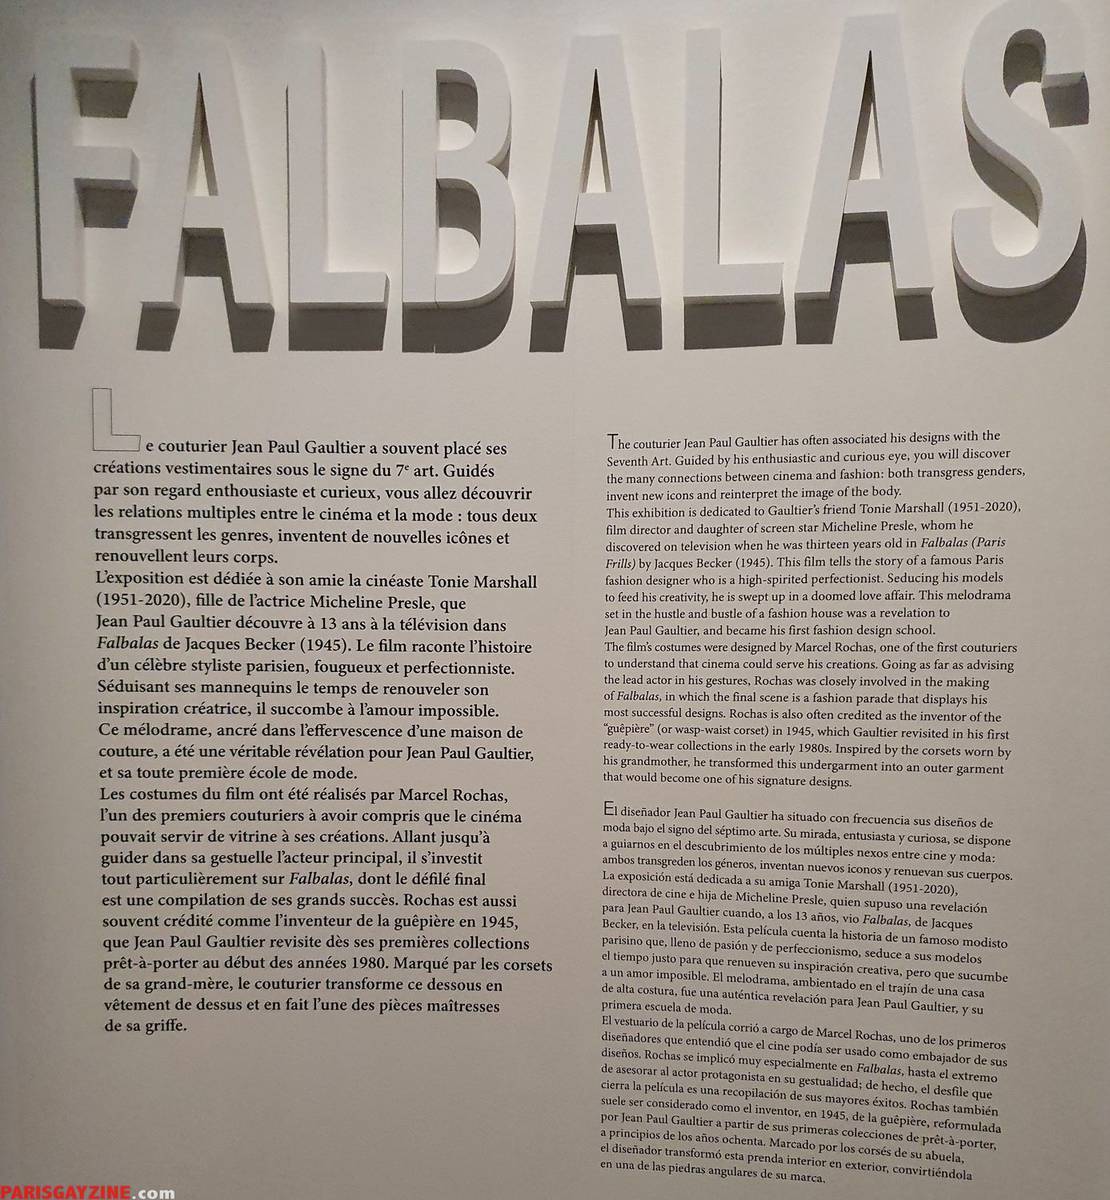 FALBALAS
Le couturier Jean Paul Gaultier a souvent placé ses
créations vestimentaires sous le signe du 7e art. Guidés
par son regard enthousiaste et curieux, vous allez découvrir
les relations multiples entre le cinéma et la mode : tous deux
transgressent les genres, inventent de nouvelles icônes et
renouvellent leurs corps.
L'exposition est dédiée à son amie la cinéaste Tonie Marshall
(1951-2020), fille de l'actrice Micheline Presle, que
Jean Paul Gaultier découvre à 13 ans à la télévision dans
Falbalas de Jacques Becker (1945). Le film raconte l'histoire
d'un célèbre styliste parisien, fougueux et perfectionniste.
Séduisant ses mannequins le temps de renouveler son
inspiration créatrice, il succombe à l'amour impossible.
Ce mélodrame, ancré dans l'effervescence d'une maison de
couture, a été une véritable révélation pour Jean Paul Gaultier,
et sa toute première école de mode.
Les costumes du film ont été réalisés par Marcel Rochas,
l'un des premiers couturiers à avoir compris que le cinéma
pouvait servir de vitrine à ses créations. Allant jusqu'à
guider dans sa gestuelle l'acteur principal, il s'investit
tout particulièrement sur Falbalas, dont le défilé final
est une compilation de ses grands succès. Rochas est aussi
souvent crédité comme l'inventeur de la guêpière en 1945,
que Jean Paul Gaultier revisite dès ses premières collections
prêt-à-porter au début des années 1980. Marqué par les corsets
de sa grand-mère, le couturier transforme ce dessous en
vêtement de dessus et en fait l'une des pièces maîtresses
de sa griffe.
The couturier Jean Paul Gaultier has often associated his designs with the
Seventh Art. Guided by his enthusiastic and curious eye, you will discover
the many connections between cinema and fashion: both transgress genders,
invent new icons and reinterpret the image of the body.
This exhibition is dedicated to Gaultier's friend Tonie Marshall (1951-2020),
film director and daughter of screen star Micheline Presle, whom he
discovered on television when he was thirteen years old in Falbalas (Paris
Frills) by Jacques Becker (1945). This film tells the story of a famous Paris
fashion designer who is a high-spirited perfectionist. Seducing his models
to feed his creativity, he is swept up in a doomed love affair. This melodrama
set in the hustle and bustle of a fashion house was a revelation to
Jean Paul Gaultier, and became his first fashion design school.
The film's costumes were designed by Marcel Rochas, one of the first couturiers
to understand that cinema could serve his creations. Going as far as advising
the lead actor in his gestures, Rochas was closely involved in the making
of Falbalas, in which the final scene is a fashion parade that displays his
most successful designs. Rochas is also often credited as the inventor of the
"guêpière" (or wasp-waist corset) in 1945, which Gaultier revisited in his first
ready-to-wear collections in the early 1980s. Inspired by the corsets worn by
his grandmother, he transformed this undergarment into an outer garment
that would become one of his signature designs.
El diseñador Jean Paul Gaultier ha situado con frecuencia sus diseños de
moda bajo el signo del séptimo arte. Su mirada, entusiasta y curiosa, se dispone
a guiarnos en el descubrimiento de los múltiples nexos entre cine y moda:
ambos transgreden los géneros, inventan nuevos iconos y renuevan sus cuerpos.
La exposición está dedicada a su amiga Tonie Marshall (1951-2020),
directora de cine e hija de Micheline Presle, quien supuso una revelación
para Jean Paul Gaultier cuando, a los 13 años, vio Falbalas, de Jacques
Becker, en la televisión. Esta película cuenta la historia de un famoso modisto
parisino que, lleno de pasión y de perfeccionismo, seduce a sus modelos
el tiempo justo para que renueven su inspiración creativa, pero que sucumbe
a un amor imposible. El melodrama, ambientado en el trajín de una casa
de alta costura, fue una auténtica revelación para Jean Paul Gaultier, y su
primera escuela de moda.
El vestuario de la película corrió a cargo de Marcel Rochas, uno de los primeros
diseñadores que entendió que el cine podía ser usado como embajador de sus
diseños. Rochas se implicó muy especialmente en Falbalas, hasta el extremo
de asesorar al actor protagonista en su gestualidad; de hecho, el desfile que
cierra la película es una recopilación de sus mayores éxitos. Rochas también
suele ser considerado como el inventor, en 1945, de la guêpière, reformulada
por Jean Paul Gaultier a partir de sus primeras colecciones de prêt-à-porter,
a principios de los años ochenta. Marcado por los corsés de su abuela,
el diseñador transformó esta prenda interior en exterior, convirtiéndola
en una de las piedras angulares de su marca.
PARISGAYZINE.com